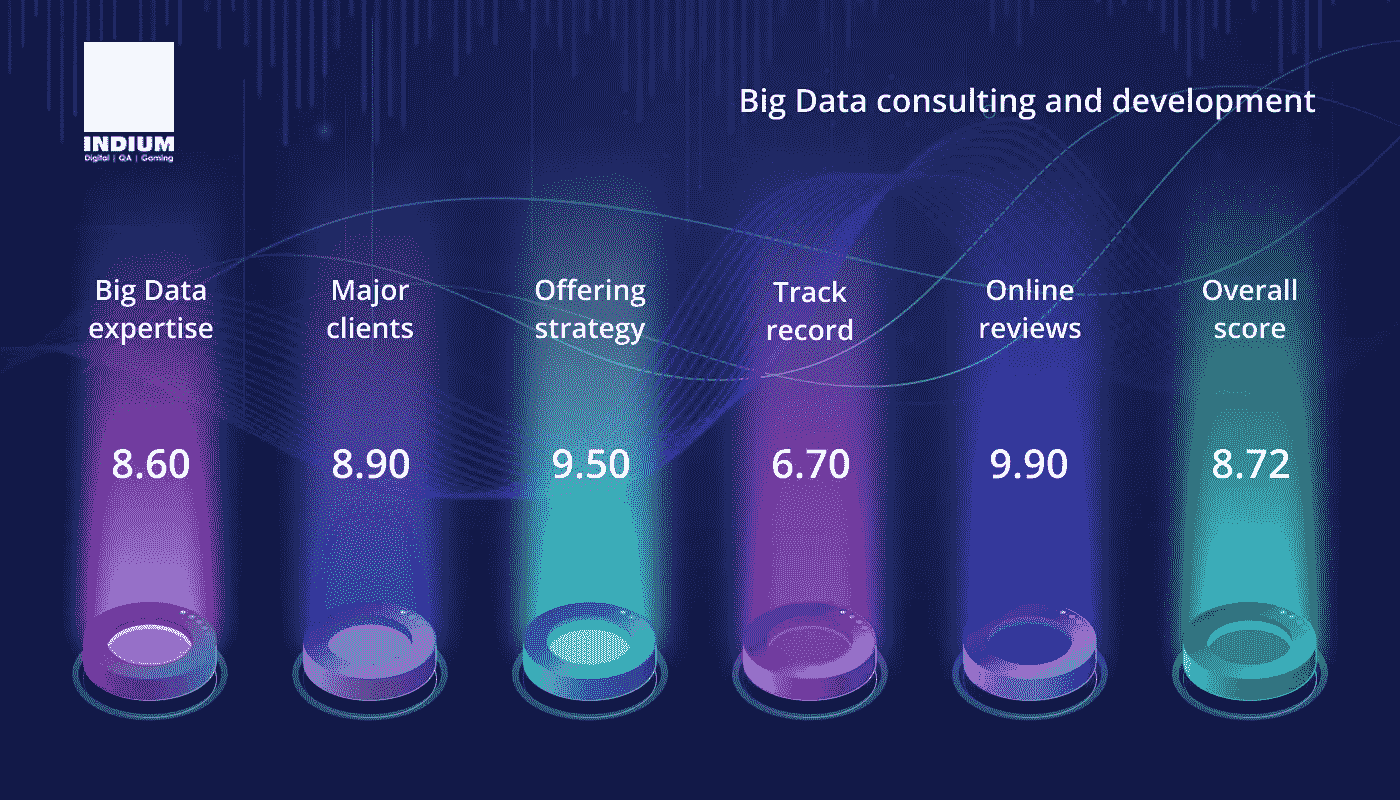 INDIUM
Digital | QA | Gaming
Big Data consulting and development
Big Data
expertise
Major
clients
Offering
strategy
Track
record
Online
reviews
Overall
score
8.60
8.90
9.50
6.70
9.90
8.72